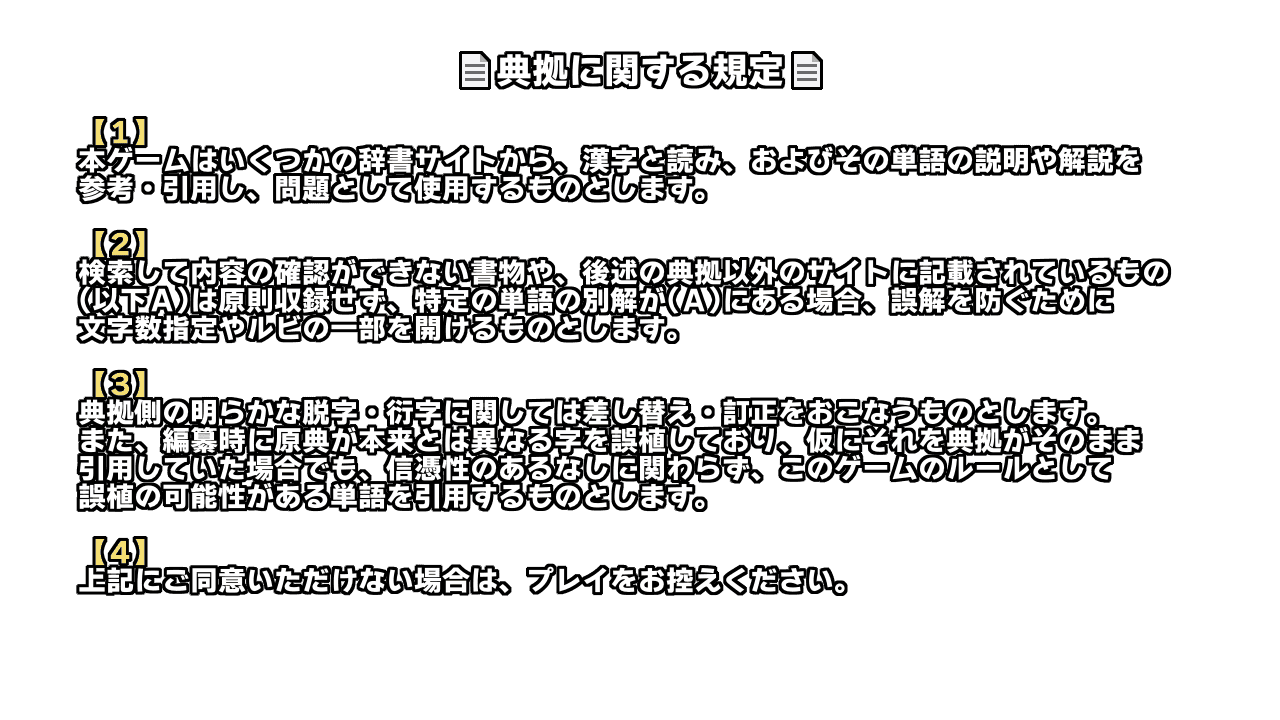 📄典拠に関する規定📄
【1】
本ゲームはいくつかの辞書サイトから、漢字と読み、およびその単語の説明や解説を
参考・引用し、問題として使用するものとします。
【2】
検索して内容の確認ができない書物や、後述の典拠以外のサイトに記載されているもの
(以下A)は原則収録せず、特定の単語の別解が(A)にある場合、誤解を防ぐために
文字数指定やルビの一部を開けるものとします。
【3】
典拠側の明らかな脱字・衍字に関しては差し替え・訂正をおこなうものとします。
また、編纂時に原典が本来とは異なる字を誤植しており、仮にそれを典拠がそのまま
引用していた場合でも、信憑性のあるなしに関わらず、このゲームのルールとして
誤植の可能性がある単語を引用するものとします。
【4】
上記にご同意いただけない場合は、プレイをお控えください。